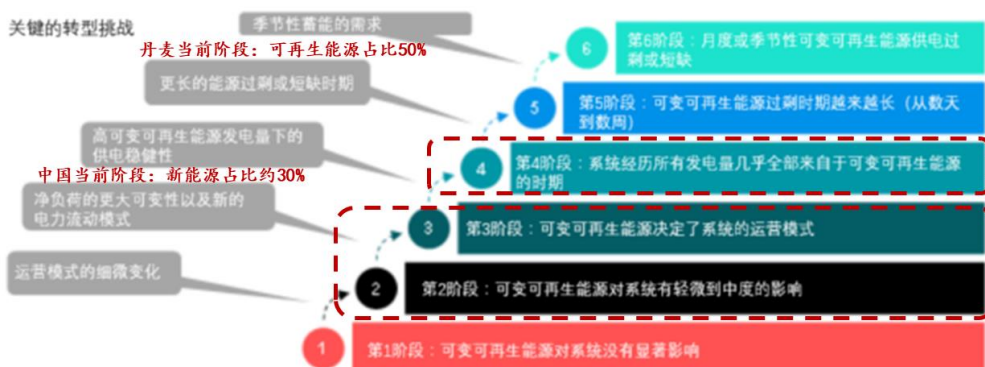 关键的转型挑战
季节性蓄能的需求
丹麦当前阶段：可再生能源占比50%
更长的能源过剩或短缺时期
高可变可再生能源发电量下的
供电稳健性
中国当前阶段：新能源占比约30%
净负荷的更大可变性以及新的
电力流动模式
运营模式的细微变化
6
第6阶段：月度或季节性可变可再生能源供电过
剩或短缺
5
第5阶段：可变可再生能源过剩时期越来越长（从数天
到数周）
4
第4阶段：系统经历所有发电量几乎全部来自于可变可再生能源
的时期
3
第3阶段：可变可再生能源决定了系统的运营模式
2
第2阶段：可变可再生能源对系统有轻微到中度的影响
1
第1阶段：可变可再生能源对系统没有显著影响